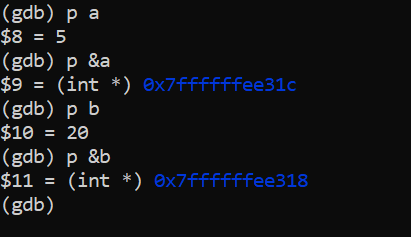 (gdb) p a
$8 = 5
(gdb) p &a
$9 = (int *) 0x7ffffffee31c
(gdb) p b
$10 = 20
(gdb) p &b
$11 = (int *) 0x7ffffffee318
(gdb)